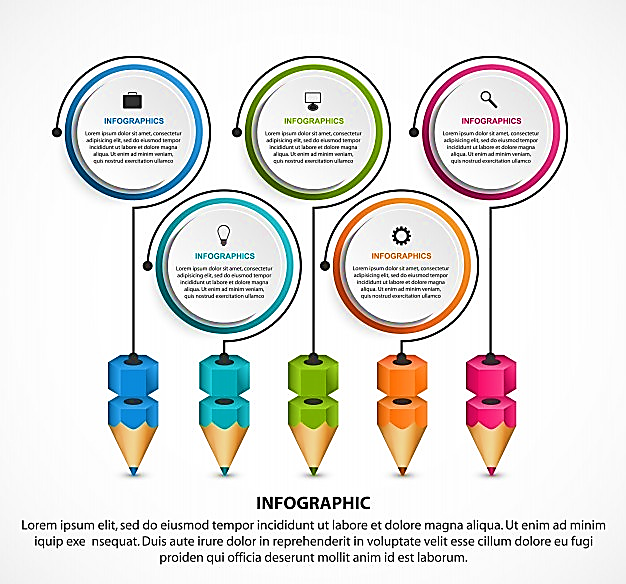 INFOGRAPHICS
Lorem ipsum dolor sit amet, consectetur
adipiscing elit, sed do eiusmod tempor
incididunt ut labore et dolore magna
aliqua. Ut enim ad minim veniam,
quis nostrud exercitation ullamco
INFOGRAPHICS
Lorem ipsum dolor sit amet, consectetur
adipiscing elit, sed do eiusmod tempor
incididunt ut labore et dolore magna
aliqua. Ut enim ad minim veniam,
quis nostrud exercitation ullamco
INFOGRAPHICS
Lorem ipsum dolor sit amet, consectetur
adipiscing elit, sed do eiusmod tempor
incididunt ut labore et dolore magna
aliqua. Ut enim ad minim veniam,
quis nostrud exercitation ullamco
INFOGRAPHICS
Lorem ipsum dolor sit amet, consectetur
adipiscing elit, sed do eiusmod tempor
incididunt ut labore et dolore magna
aliqua. Ut enim ad minim veniam,
quis nostrud exercitation ullamco
INFOGRAPHICS
Lorem ipsum dolor sit amet, consectetur
adipiscing elit, sed do eiusmod tempor
incididunt ut labore et dolore magna
aliqua. Ut enim ad minim veniam,
quis nostrud exercitation ullamco
INFOGRAPHIC
Lorem ipsum elit, sed do eiusmod tempor incididunt ut labore et dolore magna aliqua. Ut enim ad minim
iquip exe nsequat. Duis aute irure dolor in reprehenderit in voluptate velit esse cillum dolore eu fugi
proiden qui officia deserunt mollit anim id est laborum.